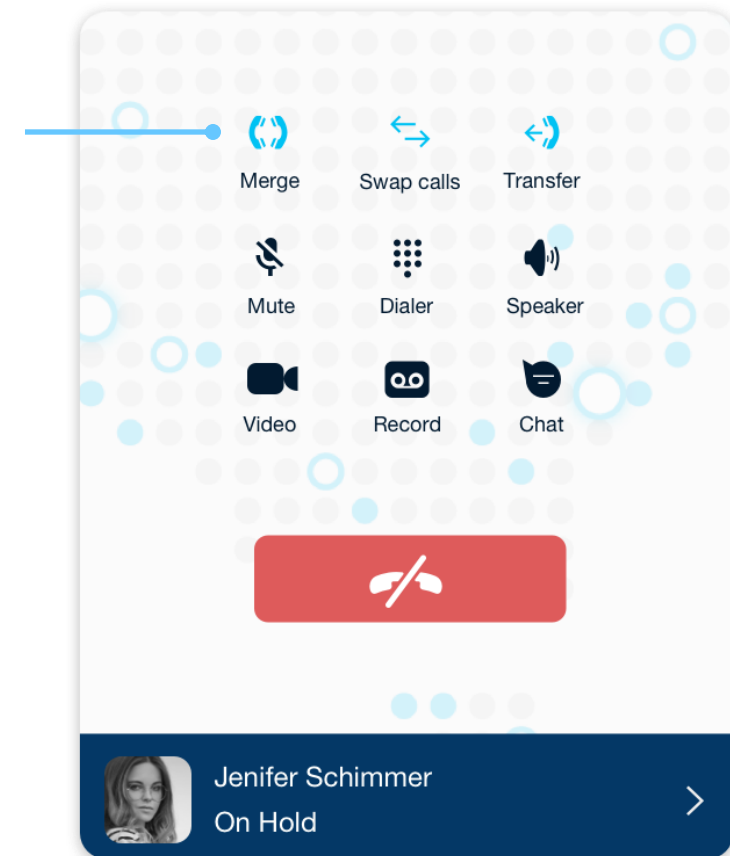 Merge Swap calls Transfer
Mute Dialer Speaker
Video Record Chat
Jenifer Schimmer
On Hold